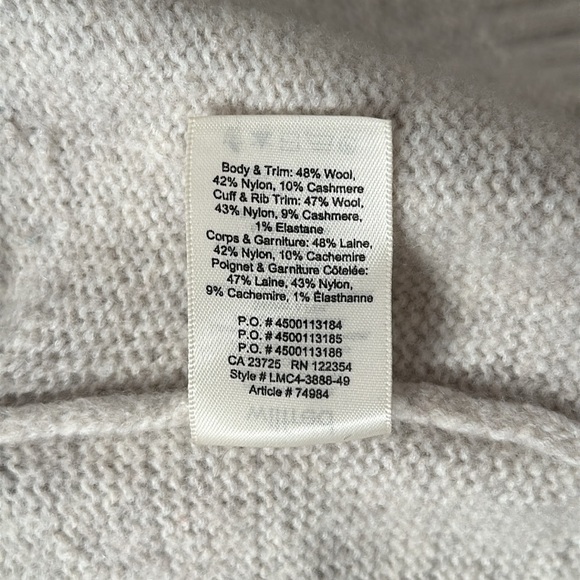 Body & Trim: 48% Wool,
42% Nylon, 10% Cashmere
Cuff & Rib Trim: 47% Wool,
43% Nylon, 9% Cashmere,
1% Elastane
Corps & Garniture: 48% Laine,
42% Nylon, 10% Cachemire
Poignet & Garniture Côtelée:
47% Laine, 43% Nylon,
9% Cachemire, 1% Élasthanne
P.O. # 4500113184
P.O. # 4500113185
P.O. # 4500113186
CA 23725 RN 122354
Style # LMC4-3888-49
Article # 74984